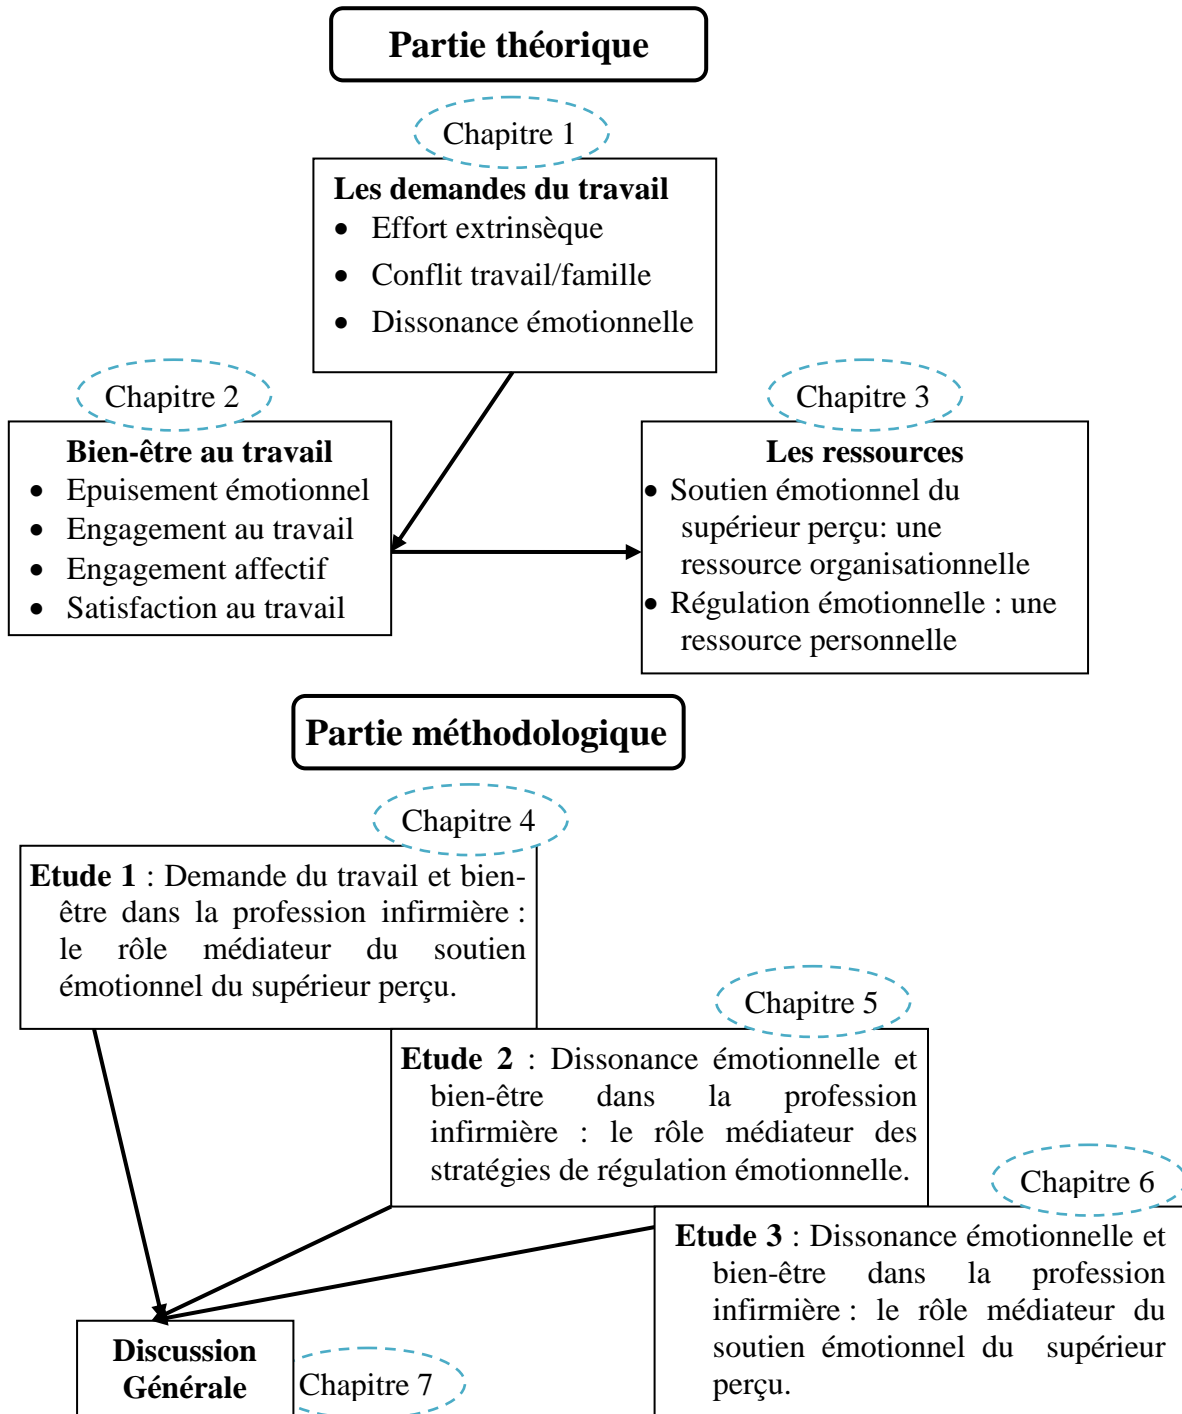 Partie théorique
Chapitre 1
Les demandes du travail
• Effort extrinsèque
• Conflit travail/famille
• Dissonance émotionnelle
Chapitre 2
Bien-être au travail
• Epuisement émotionnel
• Engagement au travail
• Engagement affectif
• Satisfaction au travail
Chapitre 3
Les ressources
• Soutien émotionnel du
supérieur perçu: une
ressource organisationnelle
• Régulation émotionnelle : une
ressource personnelle
Partie méthodologique
Chapitre 4
Etude 1 : Demande du travail et bien-
être dans la profession infirmière :
le rôle médiateur du soutien
émotionnel du supérieur perçu.
Chapitre 5
Etude 2 : Dissonance émotionnelle et
bien-être dans la profession
infirmière : le rôle médiateur des
stratégies de régulation émotionnelle.
Chapitre 6
Etude 3 : Dissonance émotionnelle et
bien-être dans la profession
infirmière : le rôle médiateur du
soutien émotionnel du supérieur
perçu.
Discussion
Générale
Chapitre 7